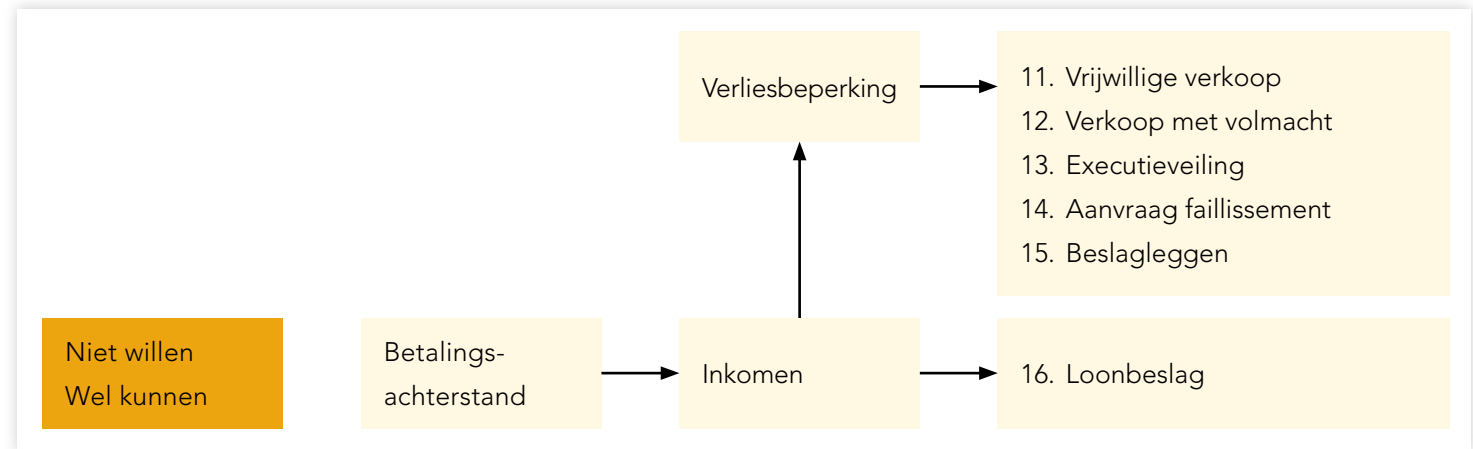 Verliesbeperking
11. Vrijwillige verkoop
12. Verkoop met volmacht
13. Executieveiling
14. Aanvraag faillissement
15. Beslagleggen
Niet willen
Wel kunnen
Betalings-
achterstand
Inkomen
16. Loonbeslag